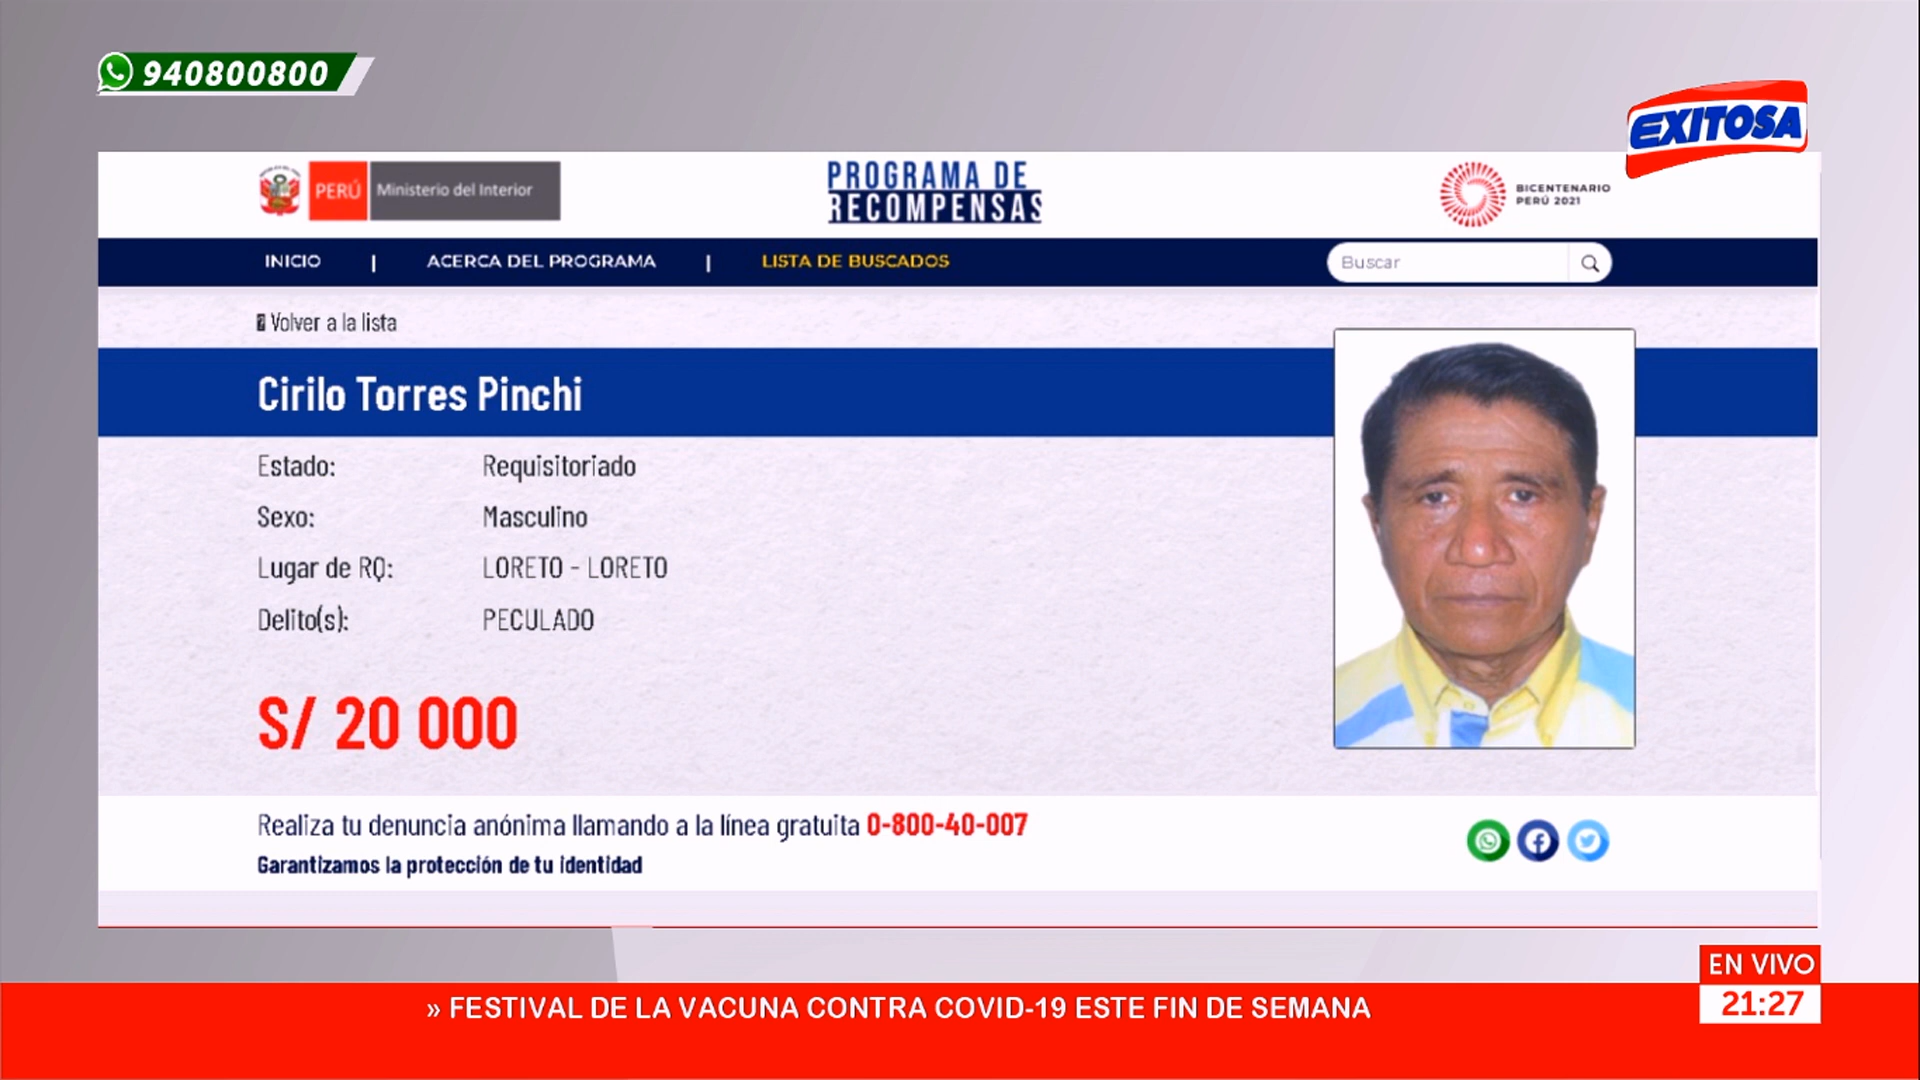 940800800
EXITOSA
PERÚ Ministerio del Interior
PROGRAMA DE
RECOMPENSAS
BICENTENARIO
PERÚ 2021
INICIO | ACERCA DEL PROGRAMA | LISTA DE BUSCADOS
Buscar
Volver a la lista
Cirilo Torres Pinchi
Estado: Requisitoriado
Sexo: Masculino
Lugar de RQ: LORETO - LORETO
Delito(s): PECULADO
S/ 20 000
Realiza tu denuncia anónima llamando a la línea gratuita 0-800-40-007
Garantizamos la protección de tu identidad
EN VIVO
21:27
» FESTIVAL DE LA VACUNA CONTRA COVID-19 ESTE FIN DE SEMANA